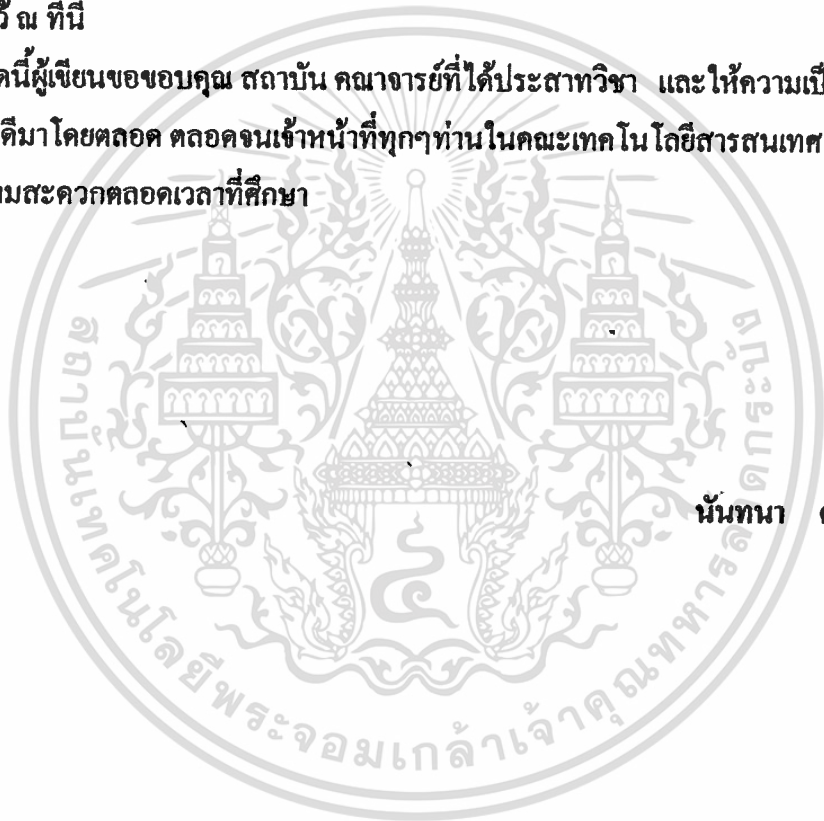 ณ ที่นี้
นี้ผู้เขียนขอขอบคุณ สถาบัน คณาจารย์ที่ได้ประสาทวิชา และให้ความ
ดีมาโดยตลอด ตลอดจนเจ้าหน้าที่ทุกๆท่านในคณะเทคโนโลยีสารสนเทศ
สะดวกตลอดเวลาที่ศึกษา
นันทนา
สถาบันเทคโนโลยีพระจอมเกล้าเจ้าคุณทหารลาดกระบัง